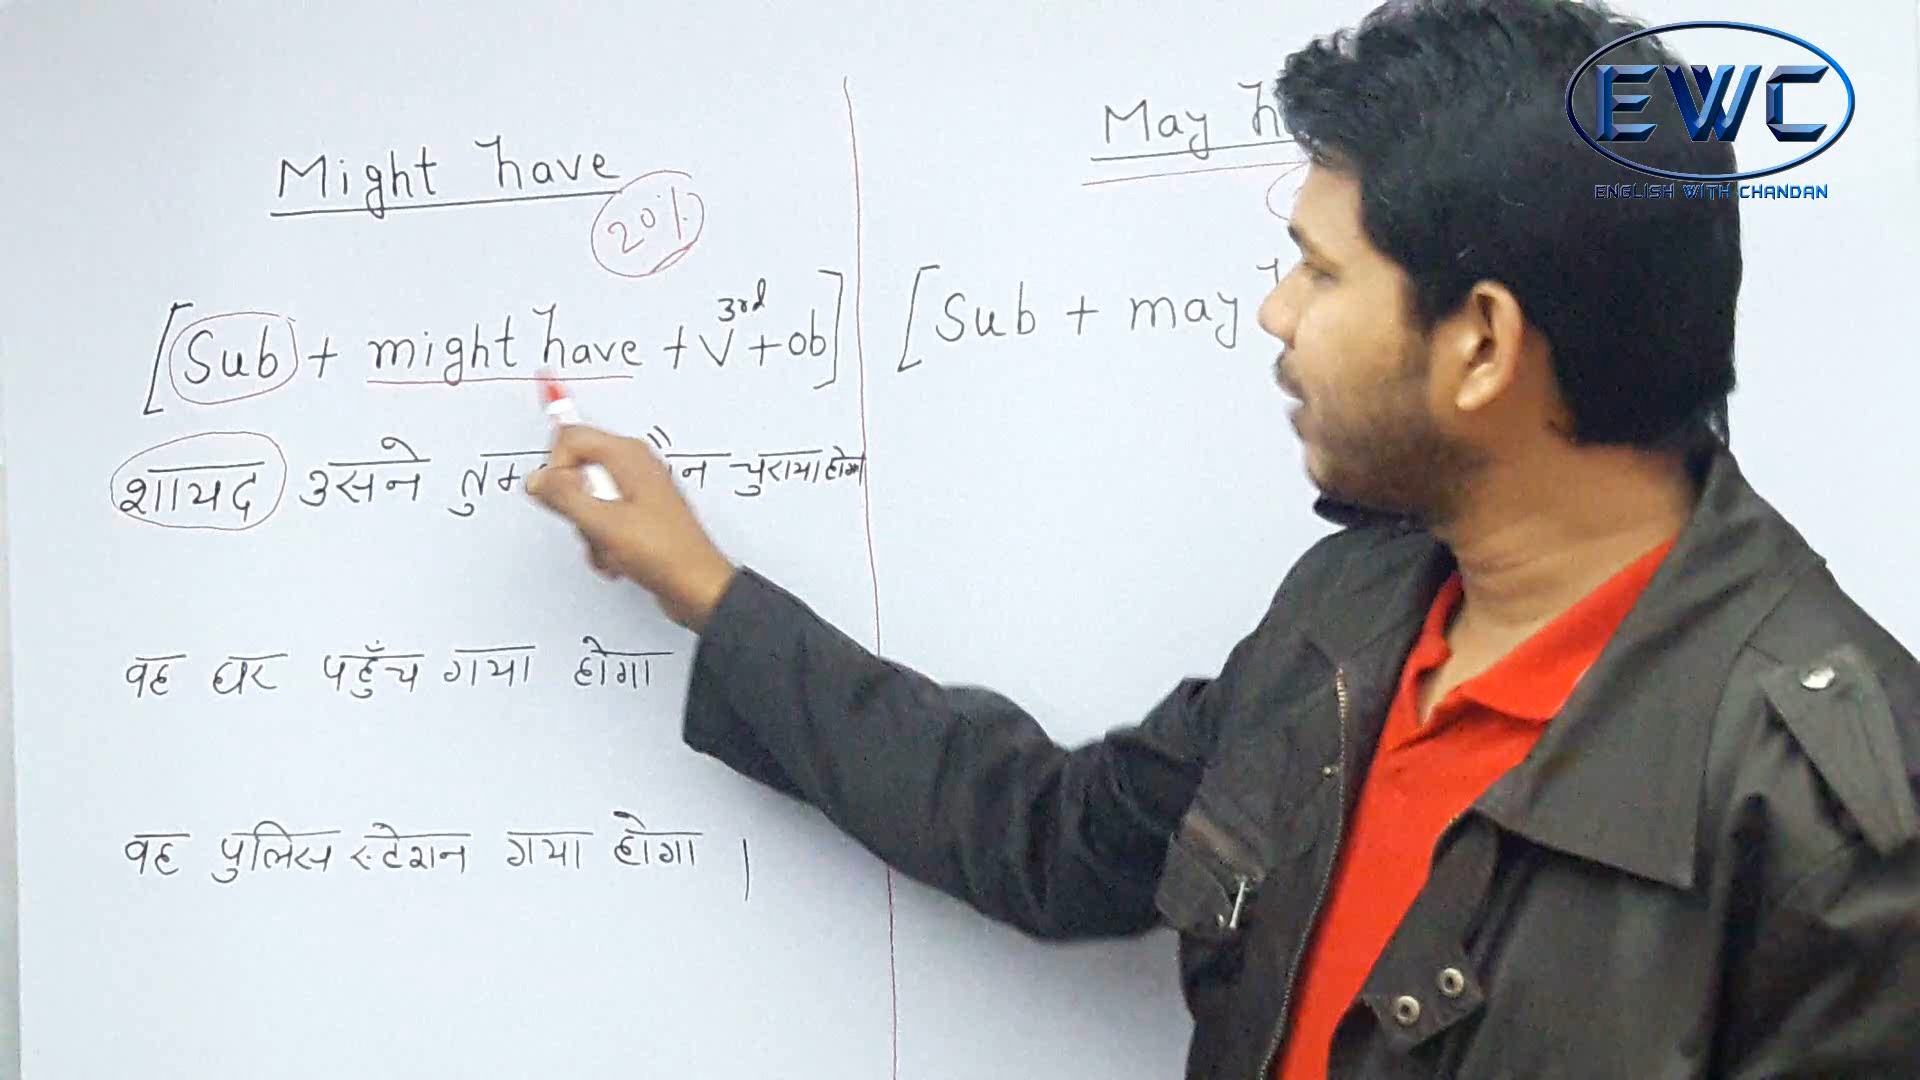 Might have
20%
[Sub + might have + V 3rd + ob]
शायद उसने चुराया होगा
वह घर पहुँच गया होगा
वह पुलिस स्टेशन गया होगा |
May
[Sub + may
EWC
ENGLISH WITH CHANDAN